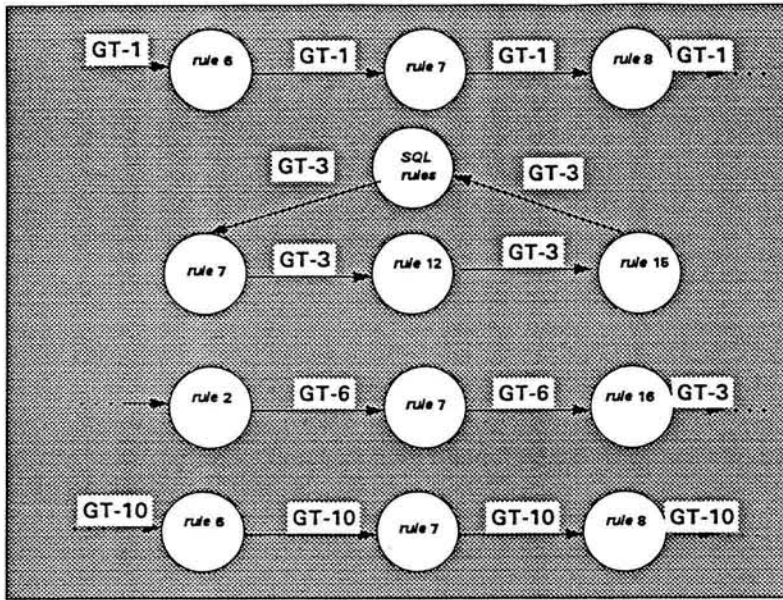 GT-1 rule 6 GT-1 rule 7 GT-1 rule 8 GT-1
SQL
rules
GT-3 GT-3
rule 7 GT-3 rule 12 GT-3 rule 15
rule 2 GT-6 rule 7 GT-6 rule 16 GT-3
GT-10 rule 6 GT-10 rule 7 GT-10 rule 8 GT-10